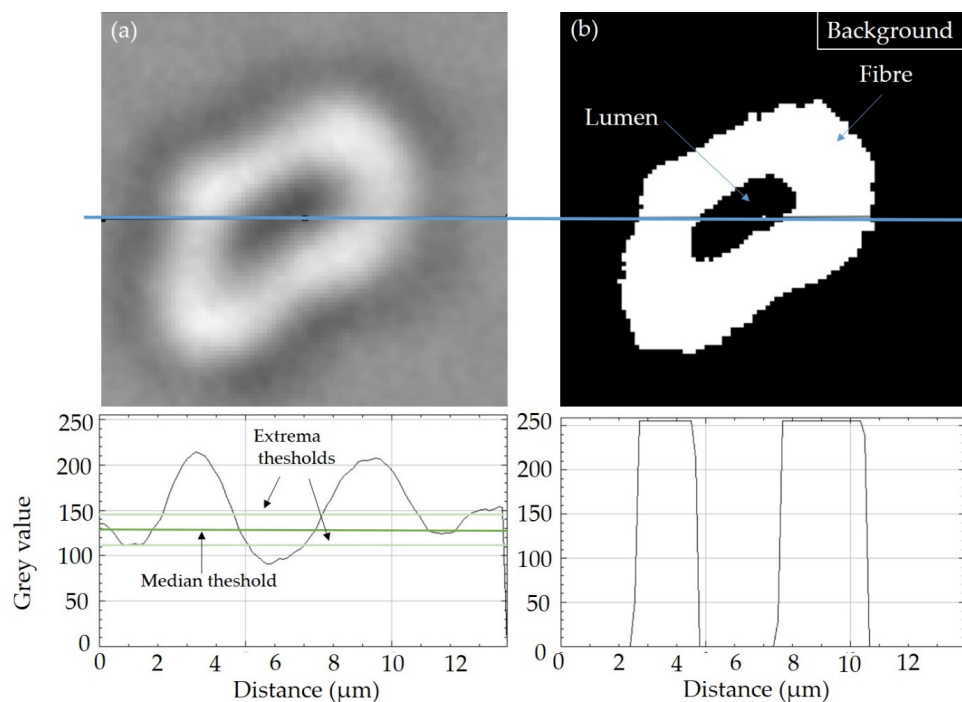 (a)
(b)
Background
Fibre
Lumen
250
200
150
100
50
0
Grey value
Extrema
thesholds
Median theshold
0 2 4 6 8 10 12
Distance (µm)
250
200
150
100
50
0
0 2 4 6 8 10 12
Distance (µm)